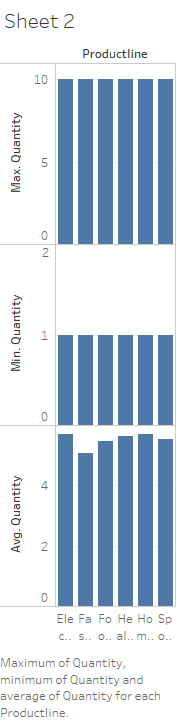 Sheet 2
Productline
10
Max. Quantity
5
0
2
Min. Quantity
1
0
Avg. Quantity
4
2
0
Ele Fa Fo He Ho Sp
c.. s.. o.. al.. m.. o..
Maximum of Quantity,
minimum of Quantity and
average of Quantity for each
Productline.